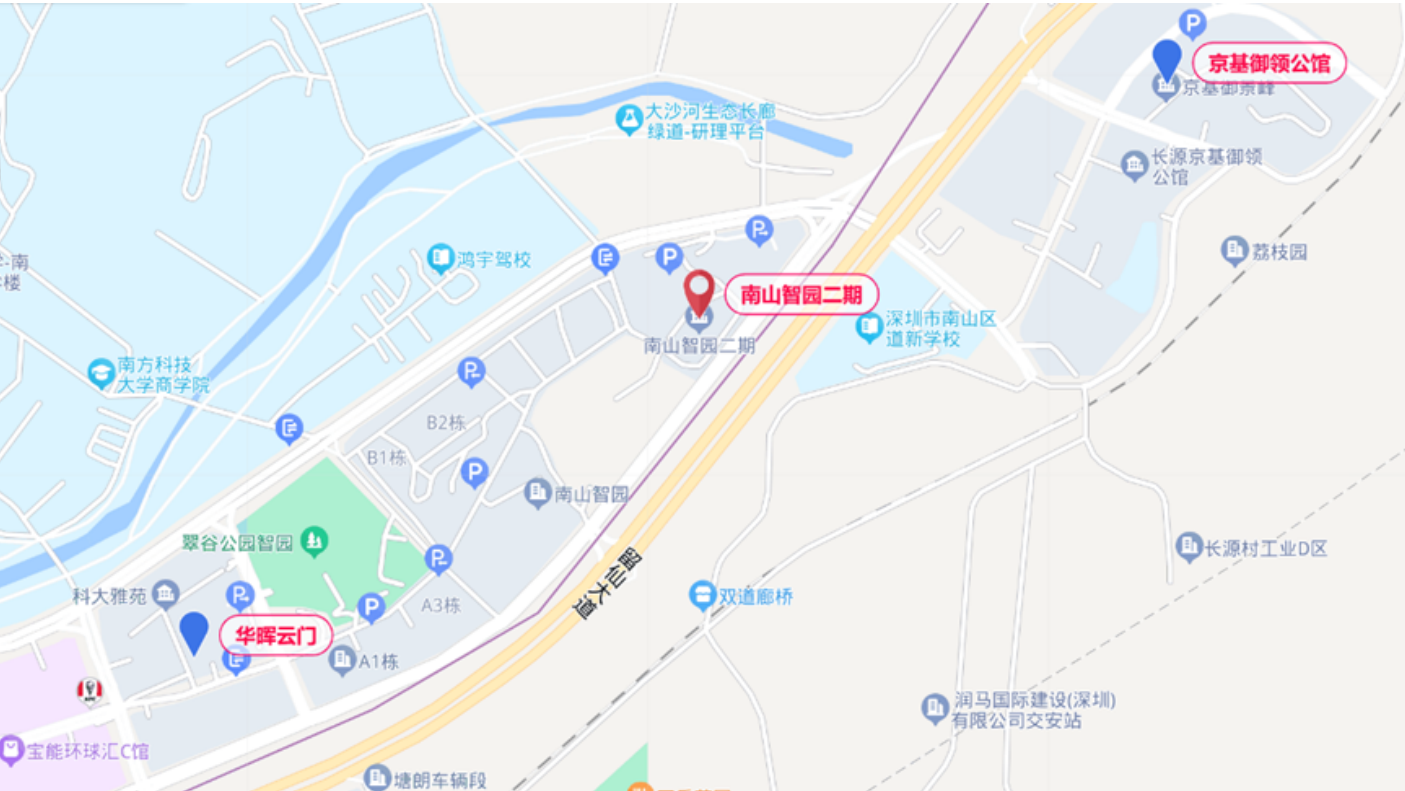 京基御领公馆
京基御景峰
大沙河生态长廊
绿道-研理平台
长源京基御领
公馆
鸿宇驾校
荔枝园
南山智园二期
深圳市南山区
道新学校
南山智园二期
南方科技
大学商学院
B2栋
B1栋
南山智园
翠谷公园智园
长源村工业D区
留仙大道
科大雅苑
双道廊桥
A3栋
华晖云门
A1栋
润马国际建设(深圳)
有限公司交安站
宝能环球汇C馆
塘朗车辆段